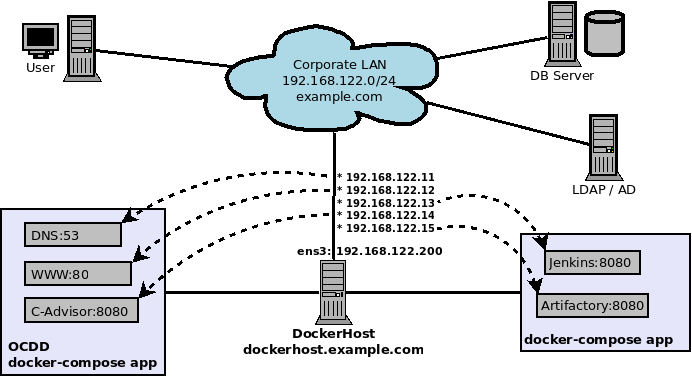 Corporate LAN
192.168.122.0/24
example.com
User
DB Server
LDAP / AD
* 192.168.122.11
* 192.168.122.12
* 192.168.122.13
* 192.168.122.14
* 192.168.122.15
ens3: 192.168.122.200
DNS:53
WWW:80
C-Advisor:8080
OCDD
docker-compose app
Jenkins:8080
Artifactory:8080
docker-compose app
DockerHost
dockerhost.example.com